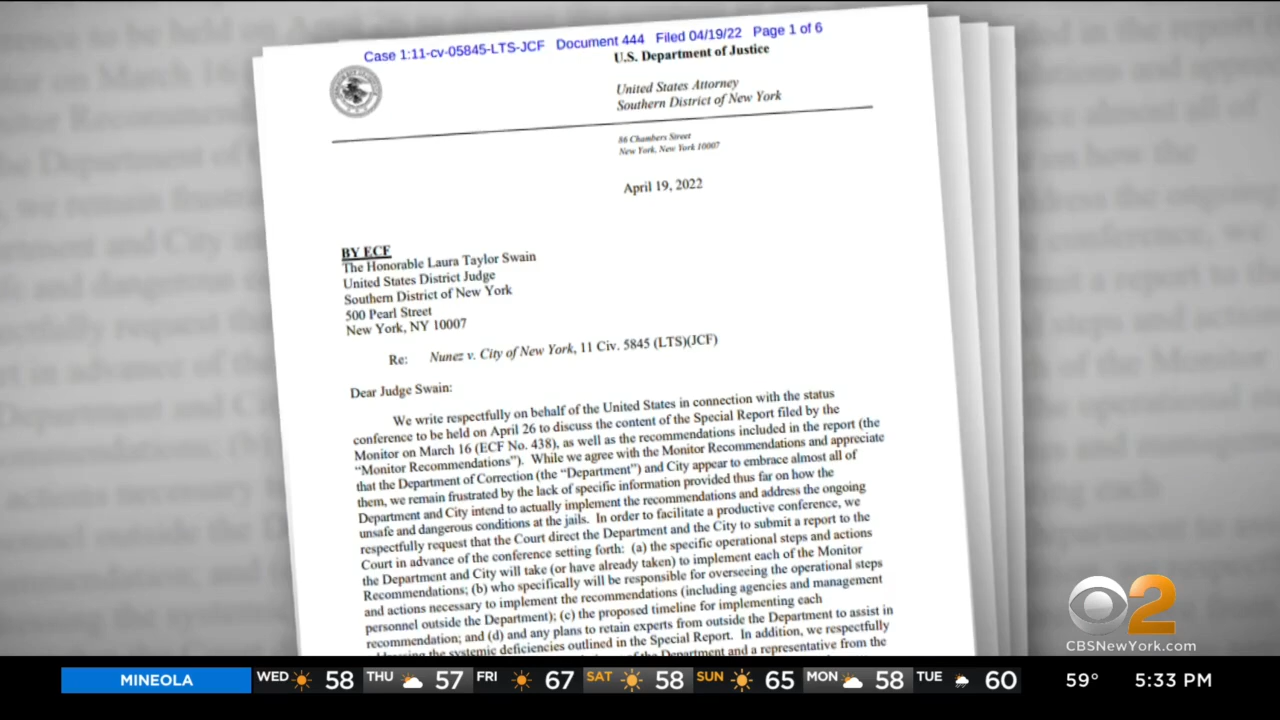 Case 1:11-cv-05845-LTS-JCF Document 444 Filed 04/19/22 Page 1 of 6
U.S. Department of Justice
United States Attorney
Southern District of New York
86 Chambers Street
New York, New York 10007
April 19, 2022
BY ECF
The Honorable Laura Taylor Swain
United States District Judge
Southern District of New York
500 Pearl Street
New York, NY 10007
Re: Nunez v. City of New York, 11 Civ. 5845 (LTS)(JCF)
Dear Judge Swain:
We write respectfully on behalf of the United States in connection with the status
conference to be held on April 26 to discuss the content of the Special Report filed by the
Monitor on March 16 (ECF No. 438), as well as the recommendations included in the report (the
“Monitor Recommendations”). While we agree with the Monitor Recommendations and appreciate
that the Department of Correction (the “Department”) and City appear to embrace almost all of
them, we remain frustrated by the lack of specific information provided thus far on how the
Department and City intend to actually implement the recommendations and address the ongoing
unsafe and dangerous conditions at the jails. In order to facilitate a productive conference, we
respectfully request that the Court direct the Department and the City to submit a report to the
Court in advance of the conference setting forth: (a) the specific operational steps and actions
the Department and City will take (or have already taken) to implement each of the Monitor
Recommendations; (b) who specifically will be responsible for overseeing the operational steps
and actions necessary to implement the recommendations (including agencies and management
personnel outside the Department); (c) the proposed timeline for implementing each
recommendation; and (d) and any plans to retain experts from outside the Department to assist in
the systemic deficiencies outlined in the Special Report. In addition, we respectfully
Department and a representative from the
2
CBSNewYork.com
MINEOLA WED 58 THU 57 FRI 67 SAT 58 SUN 65 MON 58 TUE 60 59° 5:33 PM